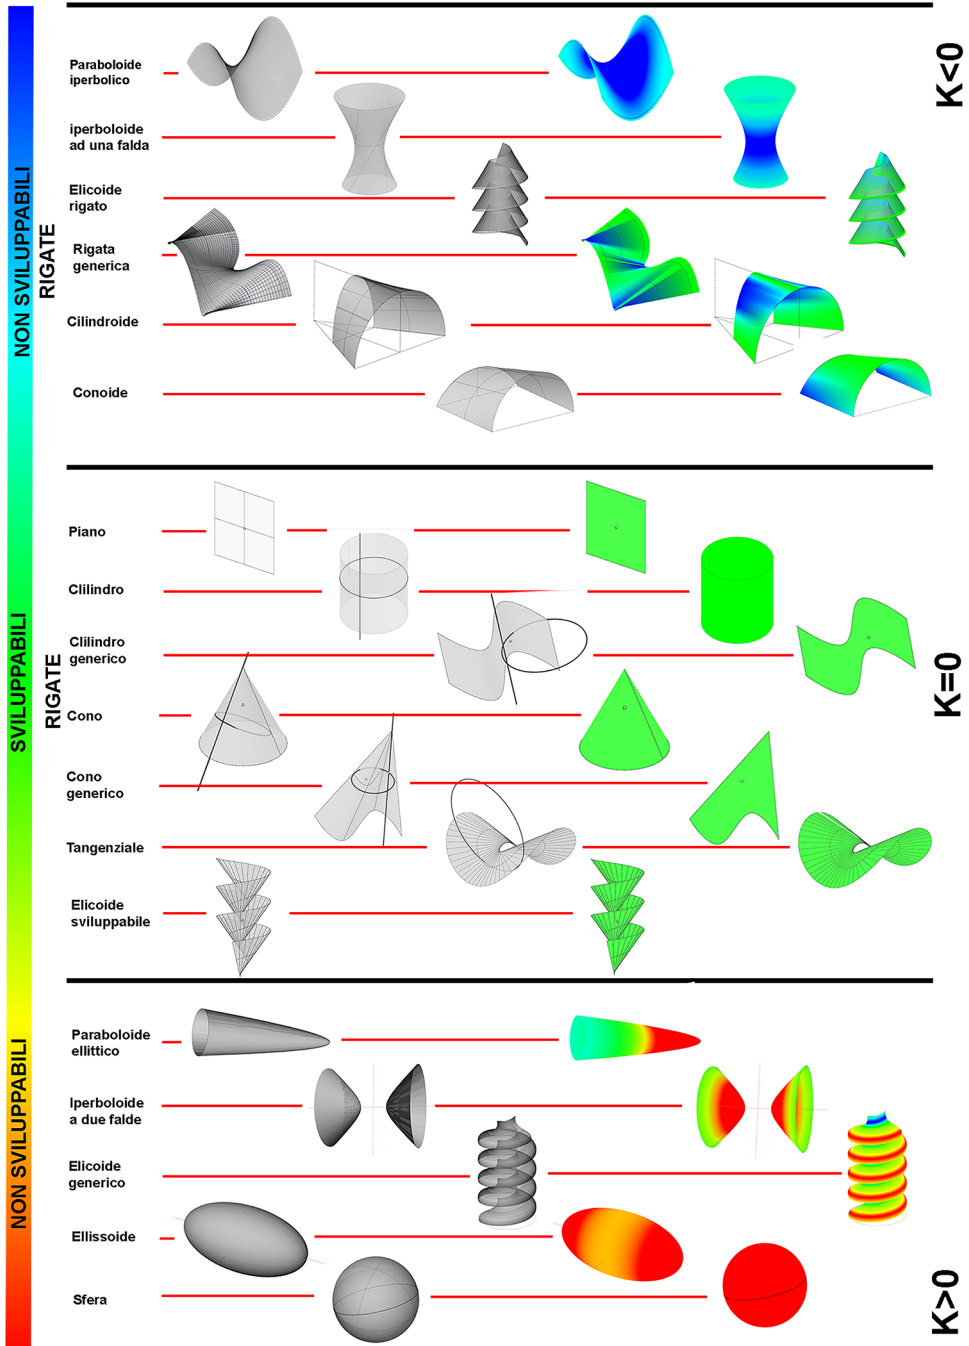 K<0
NON SVILUPPABILI
RIGATE
Paraboloide
iperbolico
iperboloide
ad una falda
Elicoide
rigato
Rigata
generica
Cilindroide
Conoide
K=0
SVILUPPABILI
RIGATE
Piano
Clilindro
Clilindro
generico
Cono
Cono
generico
Tangenziale
Elicoide
sviluppabile
K>0
NON SVILUPPABILI
Paraboloide
ellittico
Iperboloide
a due falde
Elicoide
generico
Ellissoide
Sfera